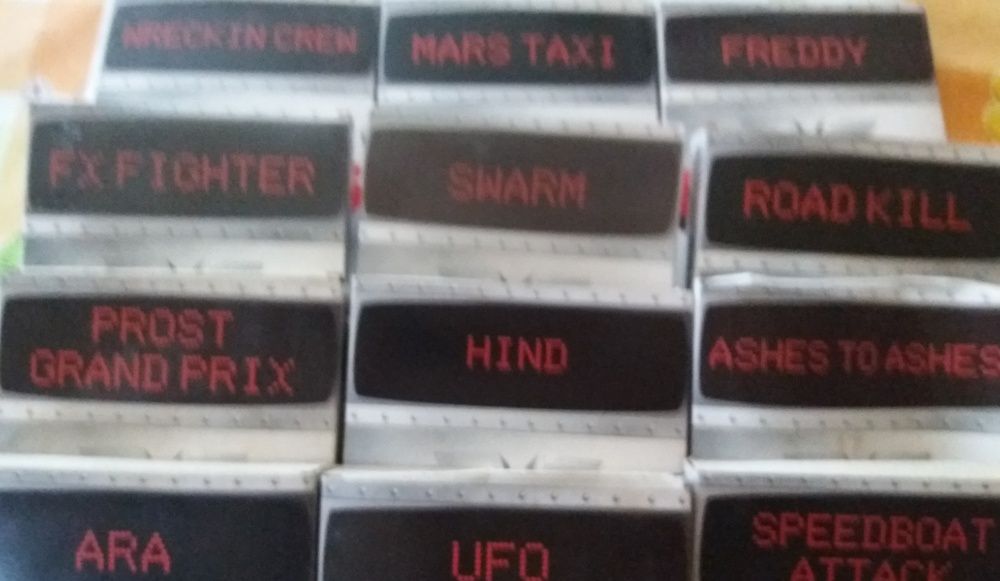 WRECKIN CREW
MARS TAXI
FREDDY
FX FIGHTER
SWARM
ROAD KILL
PROST
GRAND PRIX
HIND
ASHES TO ASHES
ARA
UFO
SPEEDBOAT
ATTACK